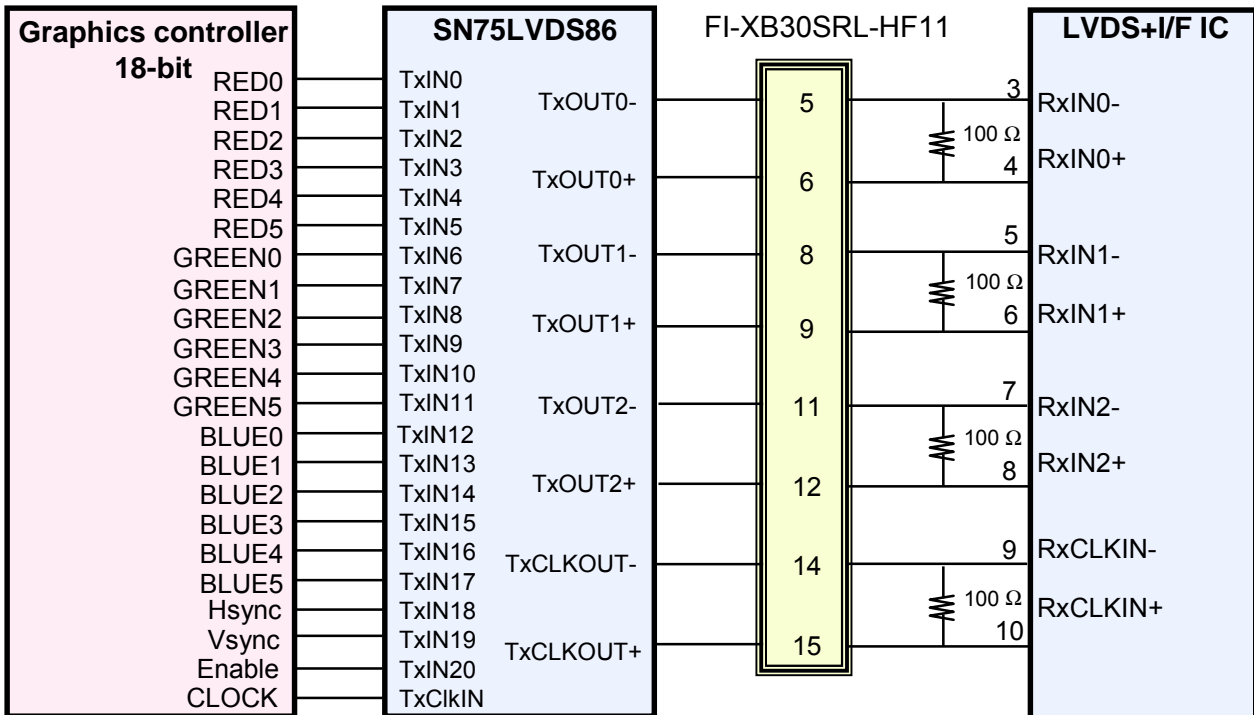 Graphics controller
18-bit
RED0
RED1
RED2
RED3
RED4
RED5
GREEN0
GREEN1
GREEN2
GREEN3
GREEN4
GREEN5
BLUE0
BLUE1
BLUE2
BLUE3
BLUE4
BLUE5
Hsync
Vsync
Enable
CLOCK
SN75LVDS86
TxIN0
TxIN1
TxIN2
TxIN3
TxIN4
TxIN5
TxIN6
TxIN7
TxIN8
TxIN9
TxIN10
TxIN11
TxIN12
TxIN13
TxIN14
TxIN15
TxIN16
TxIN17
TxIN18
TxIN19
TxIN20
TxClkIN
TxOUT0-
TxOUT0+
TxOUT1-
TxOUT1+
TxOUT2-
TxOUT2+
TxCLKOUT-
TxCLKOUT+
FI-XB30SRL-HF11
5
6
8
9
11
12
14
15
3
100 Ω
4
5
100 Ω
6
7
100 Ω
8
9
100 Ω
10
LVDS+I/F IC
RxIN0-
RxIN0+
RxIN1-
RxIN1+
RxIN2-
RxIN2+
RxCLKIN-
RxCLKIN+